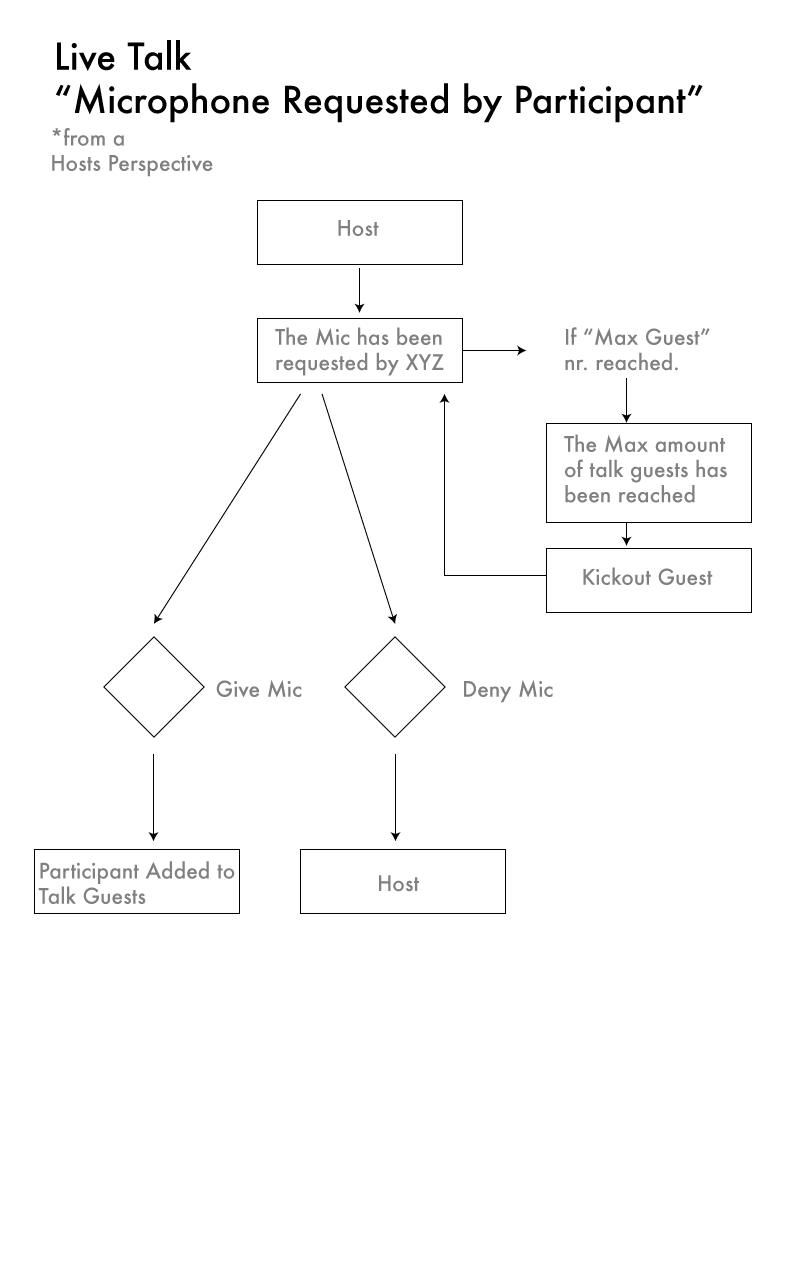 Live Talk
“Microphone Requested by Participant”
*from a
Hosts Perspective
Host
The Mic has been
requested by XYZ
If “Max Guest”
nr. reached.
The Max amount
of talk guests has
been reached
Kickout Guest
Give Mic
Deny Mic
Participant Added to
Talk Guests
Host